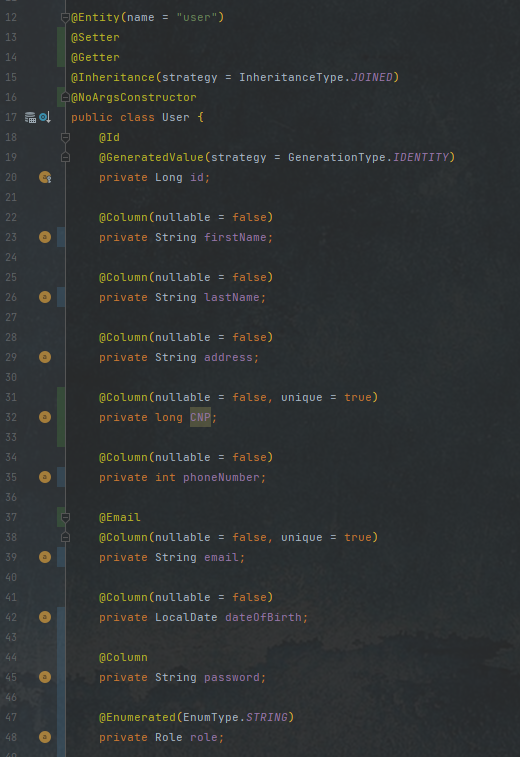 12 @Entity(name = "user")
13 @Setter
14 @Getter
15 @Inheritance(strategy = InheritanceType.JOINED)
16 @NoArgsConstructor
17 public class User {
18 @Id
19 @GeneratedValue(strategy = GenerationType.IDENTITY)
20 private Long id;
21
22 @Column(nullable = false)
23 private String firstName;
24
25 @Column(nullable = false)
26 private String lastName;
27
28 @Column(nullable = false)
29 private String address;
30
31 @Column(nullable = false, unique = true)
32 private long CNP;
33
34 @Column(nullable = false)
35 private int phoneNumber;
36
37 @Email
38 @Column(nullable = false, unique = true)
39 private String email;
40
41 @Column(nullable = false)
42 private LocalDate dateOfBirth;
43
44 @Column
45 private String password;
46
47 @Enumerated(EnumType.STRING)
48 private Role role;